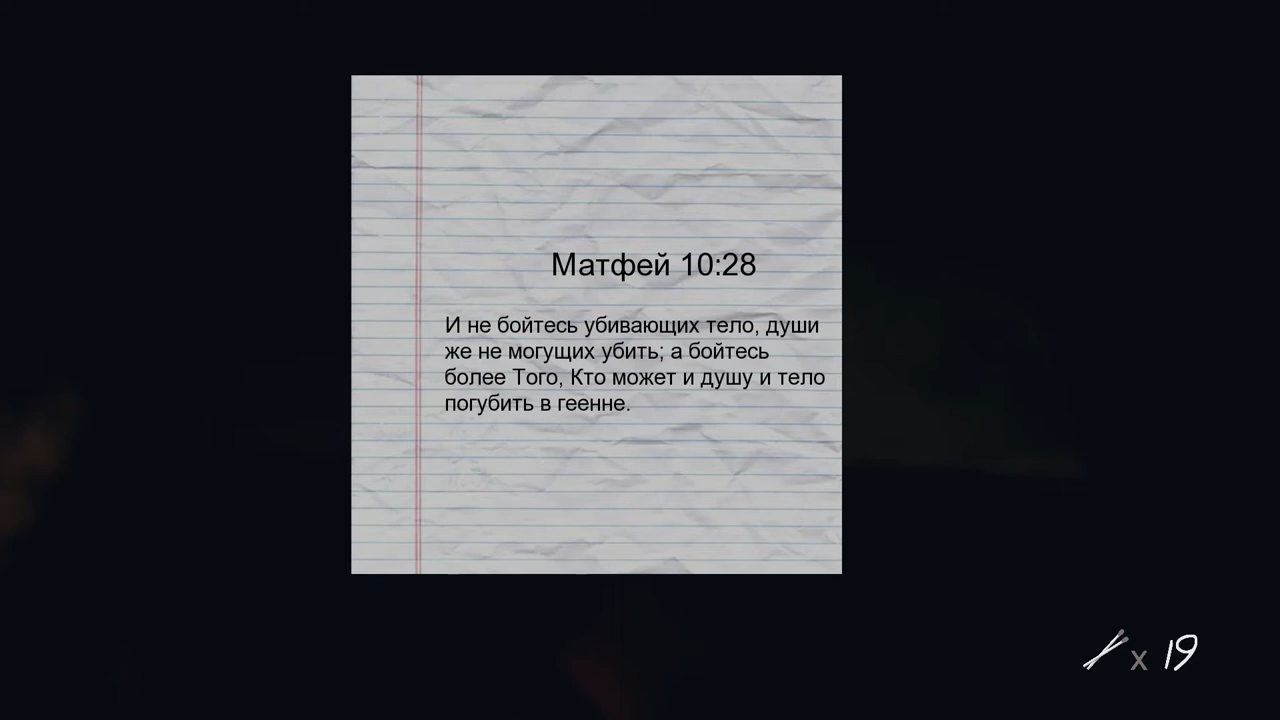 Матфей 10:28
И не бойтесь убивающих тело, души
же не могущих убить; а бойтесь
более Того, Кто может и душу и тело
погубить в геенне.
x 19